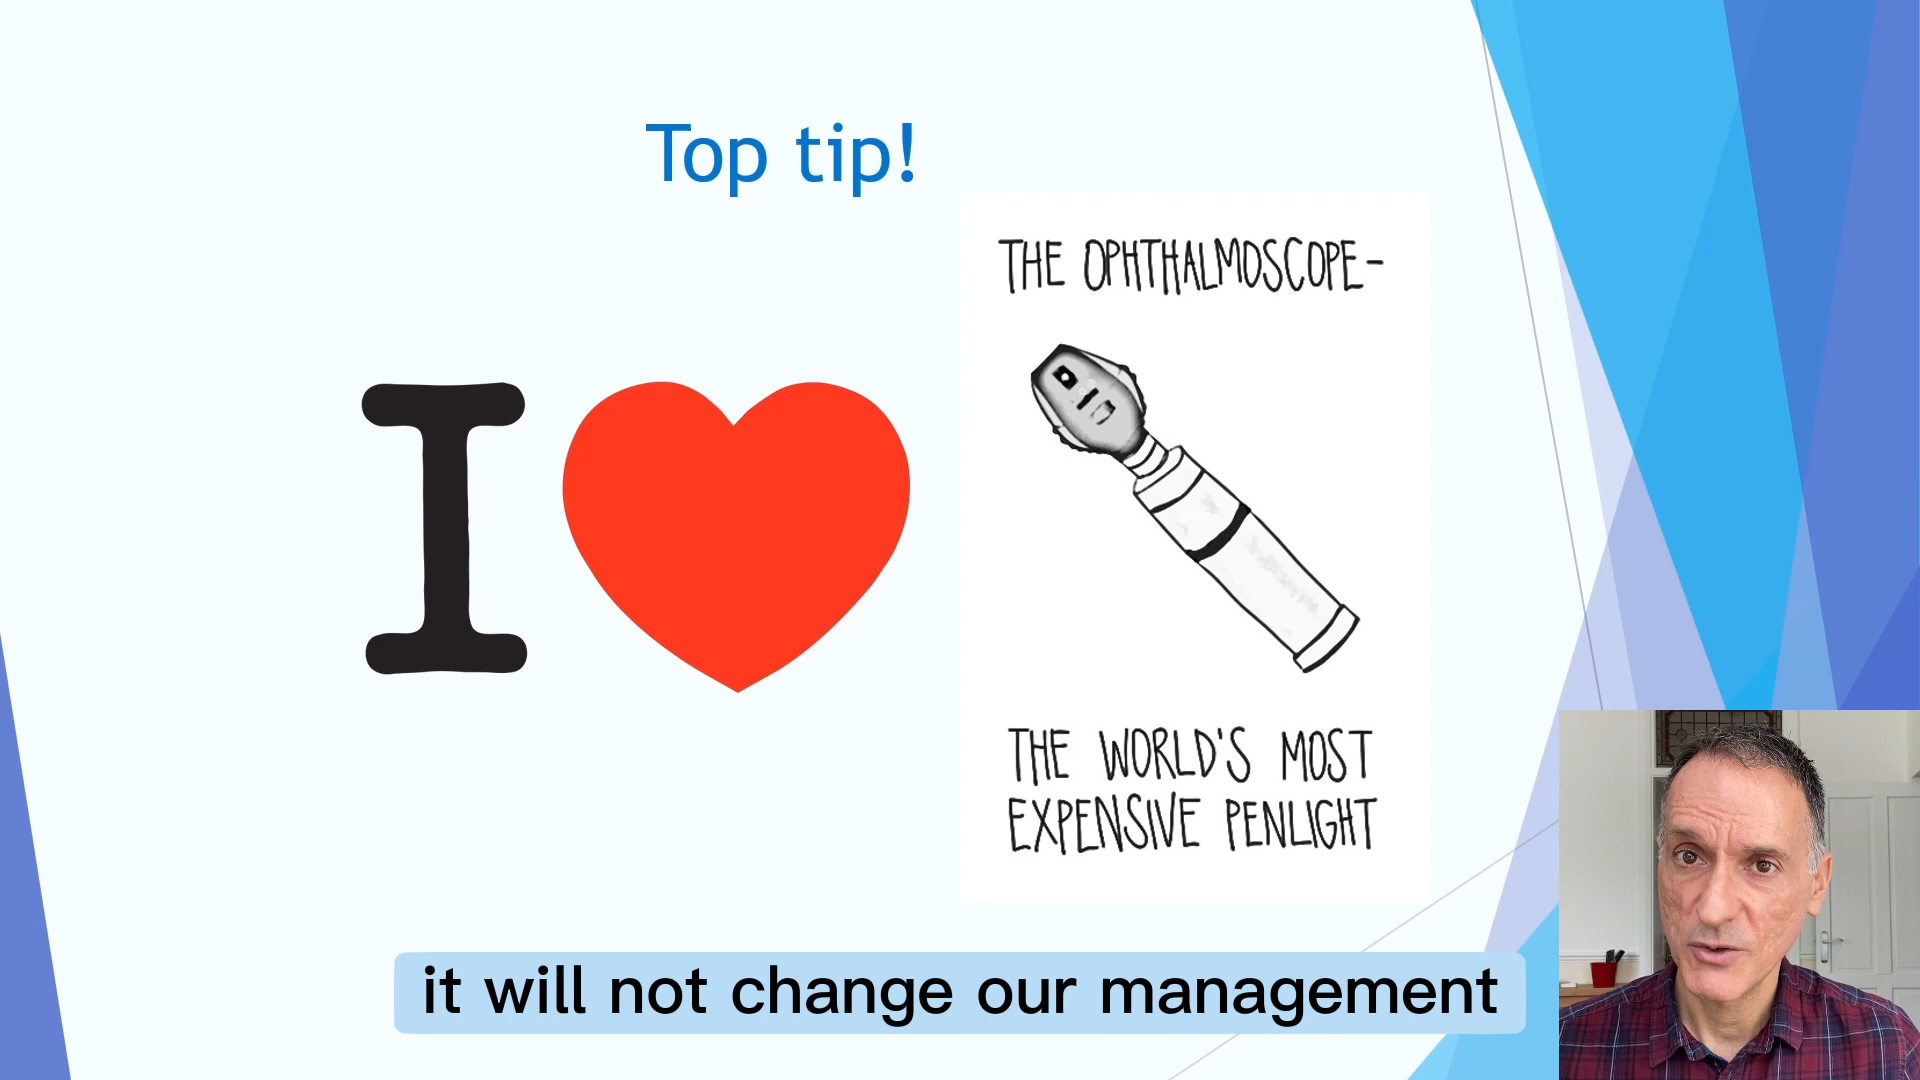 Top tip!
THE OPHTHALMOSCOPE-
I
THE WORLD'S MOST
EXPENSIVE PENLIGHT
it will not change our management